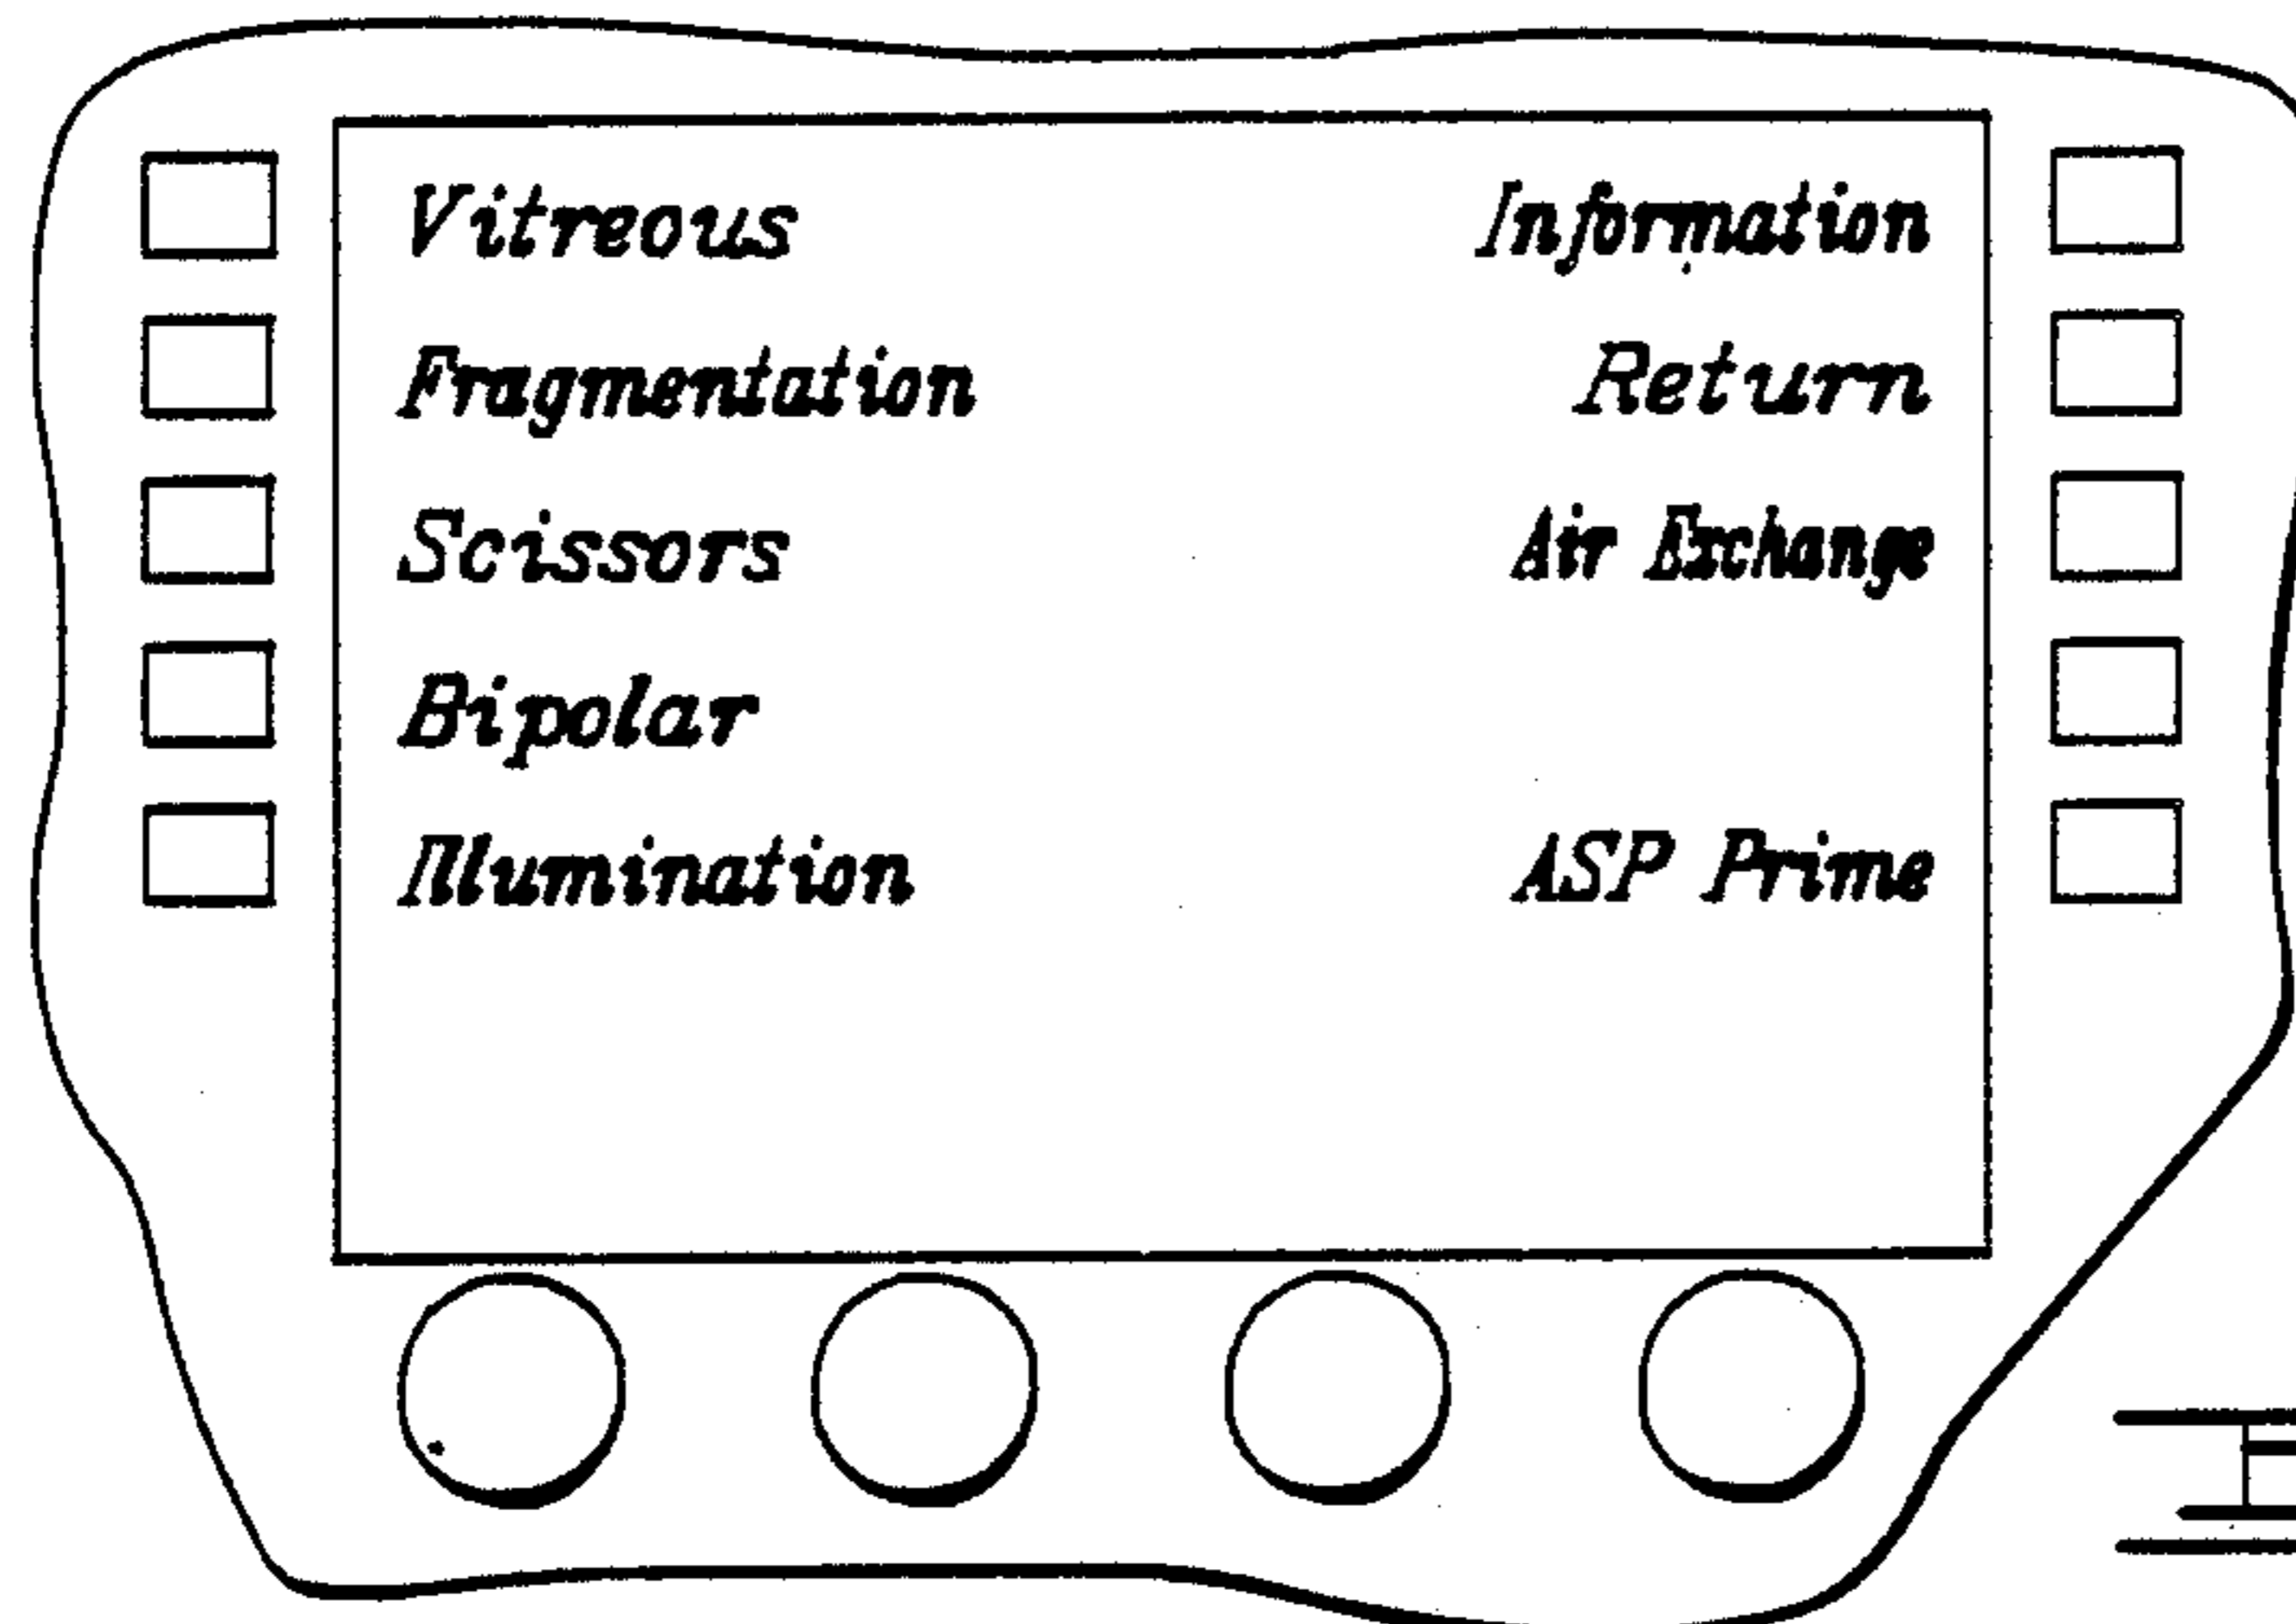 Vitreous Information
Fragmentation Return
Scissors Air Exchange
Bipolar
Illumination ASP Prime